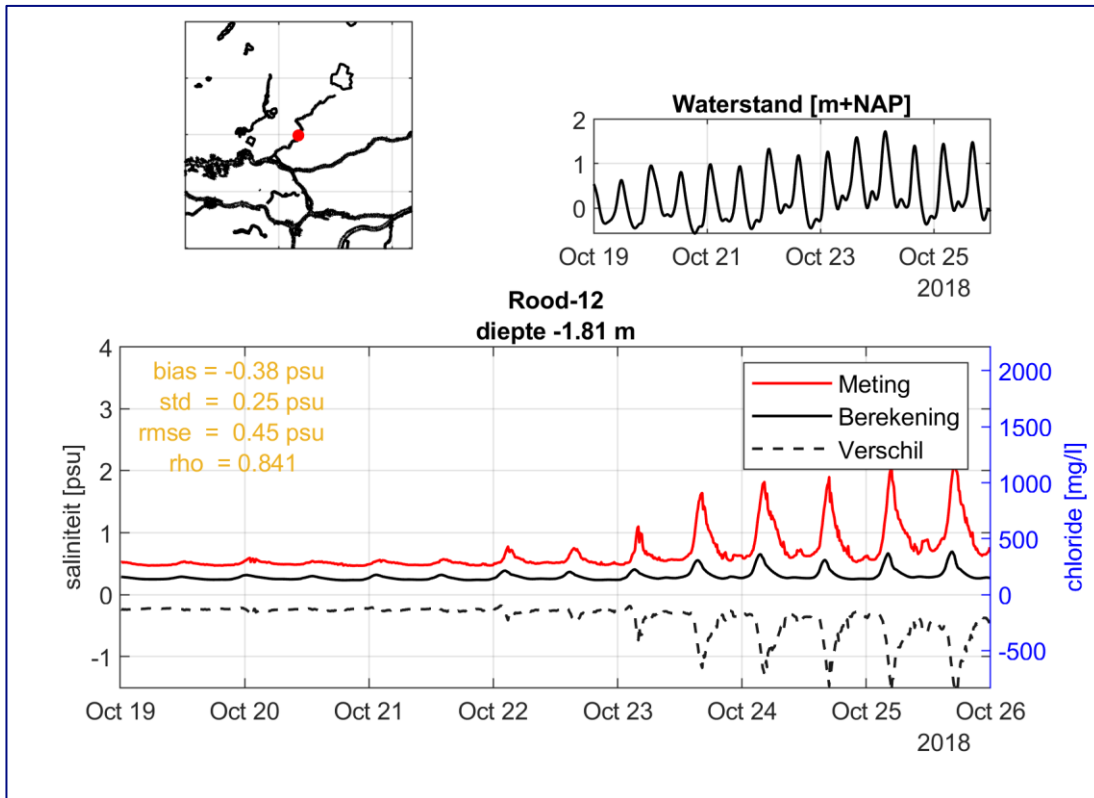 Waterstand [m+NAP]
2
1
0
Oct 19 Oct 21 Oct 23 Oct 25
2018
Rood-12
diepte -1.81 m
bias = -0.38 psu
std = 0.25 psu
rmse = 0.45 psu
rho = 0.841
Meting
Berekening
Verschil
saliniteit [psu]
4
3
2
1
0
-1
chloride [mg/l]
2000
1500
1000
500
0
-500
Oct 19 Oct 20 Oct 21 Oct 22 Oct 23 Oct 24 Oct 25 Oct 26
2018